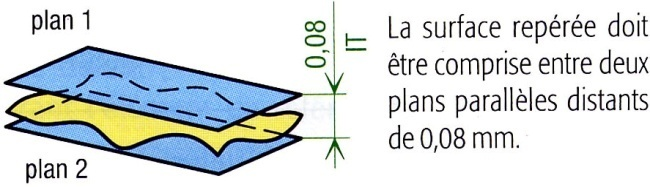 plan 1
plan 2
0,08
IT
La surface repérée doit
être comprise entre deux
plans parallèles distants
de 0,08 mm.